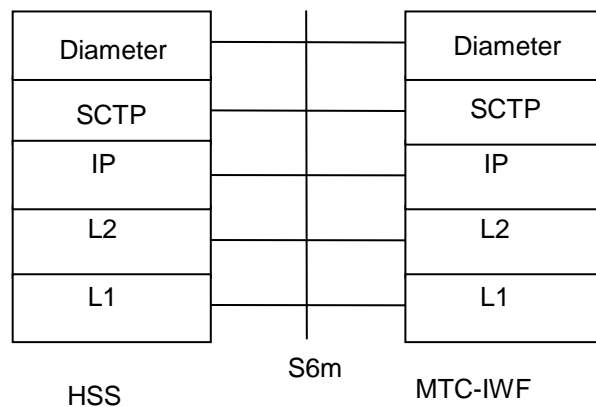 Diameter Diameter
SCTP SCTP
IP IP
L2 L2
L1 L1
S6m
HSS MTC-IWF